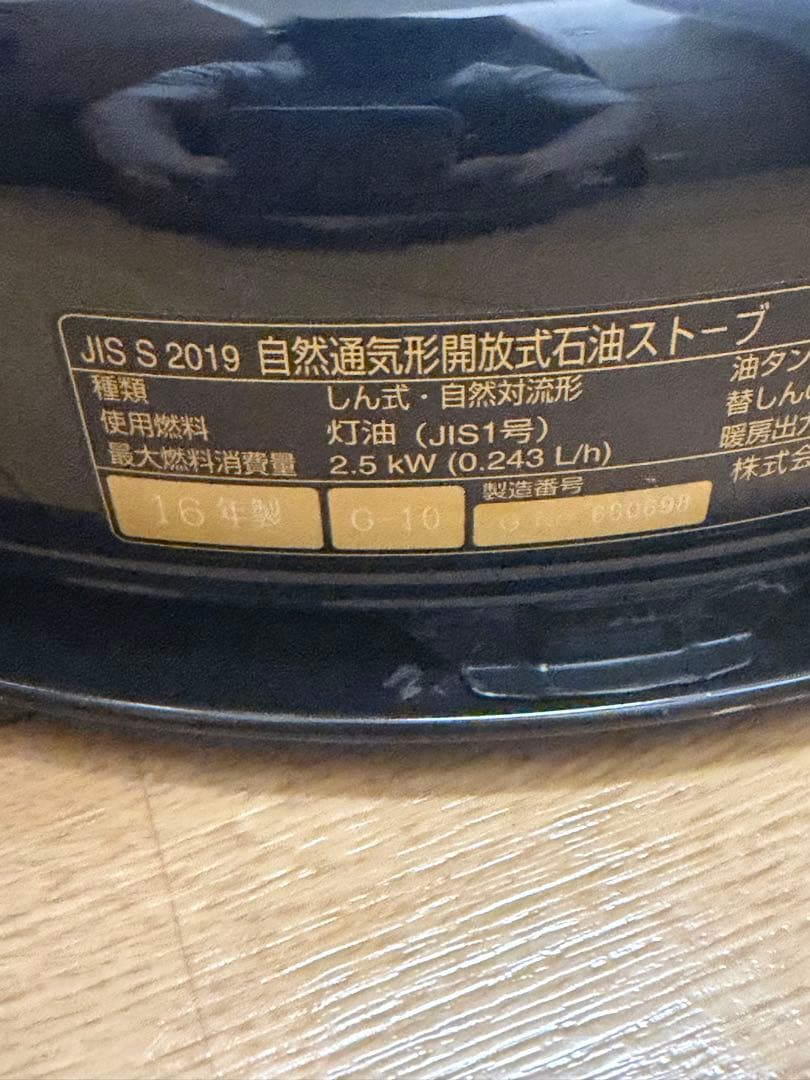 JIS S 2019 自然通気形開放式石油ストーブ
種類 しん式・自然対流形
使用燃料 灯油（JIS1号）
最大燃料消費量 2.5 kW (0.243 L/h)
油タン
替しん
暖房出力
株式会
製造番号
16年製 G-10 G